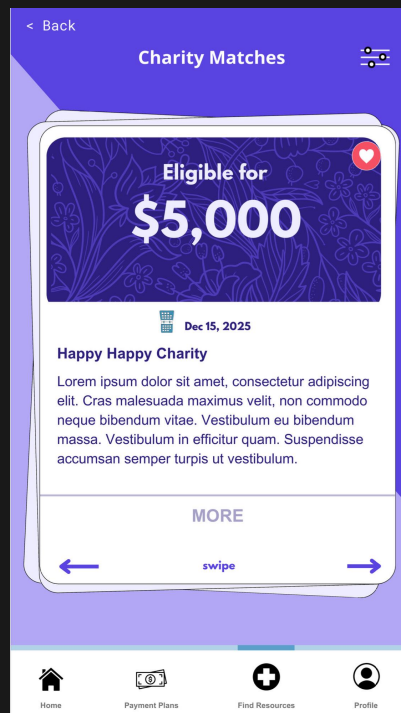 < Back
Charity Matches
Eligible for
$5,000
Dec 15, 2025
Happy Happy Charity
Lorem ipsum dolor sit amet, consectetur adipiscing
elit. Cras malesuada maximus velit, non commodo
neque bibendum vitae. Vestibulum eu bibendum
massa. Vestibulum in efficitur quam. Suspendisse
accumsan semper turpis ut vestibulum.
MORE
swipe
Home
Payment Plans
Find Resources
Profile